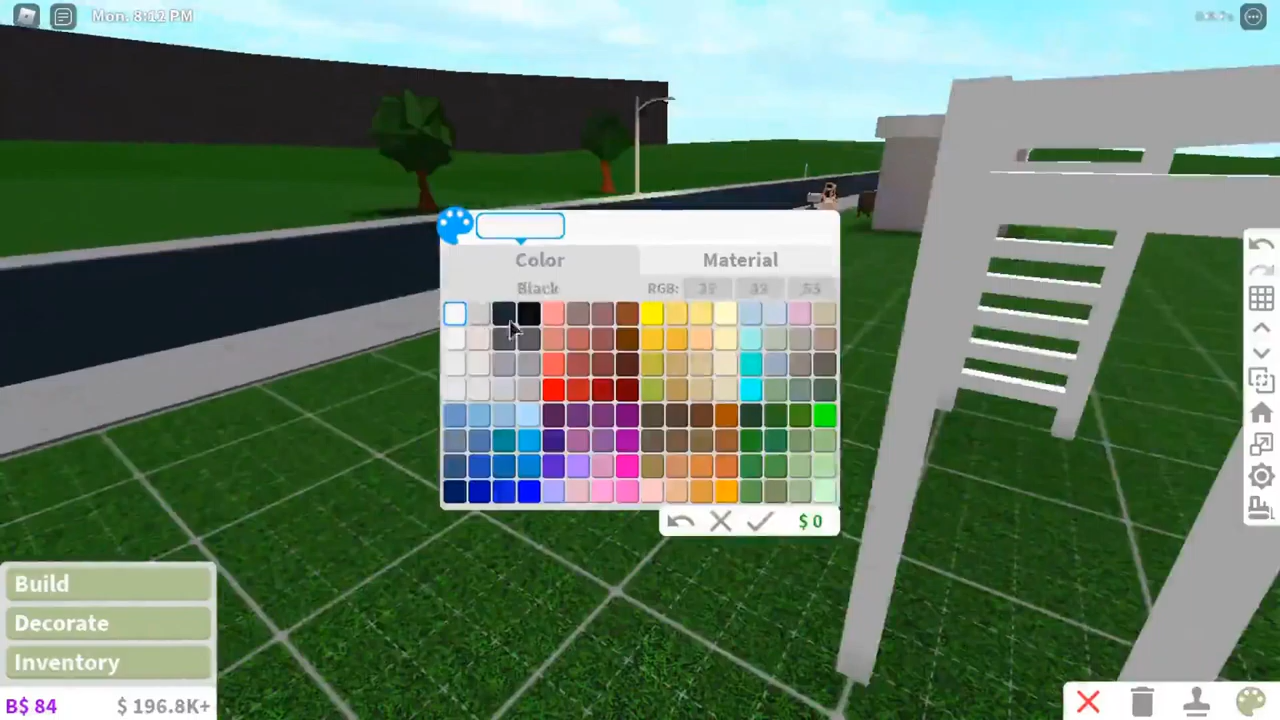 Mon. 8:12 PM
Color
Material
Black
RGB:
Build
Decorate
Inventory
B$ 84
$ 196.8K+
$ 0